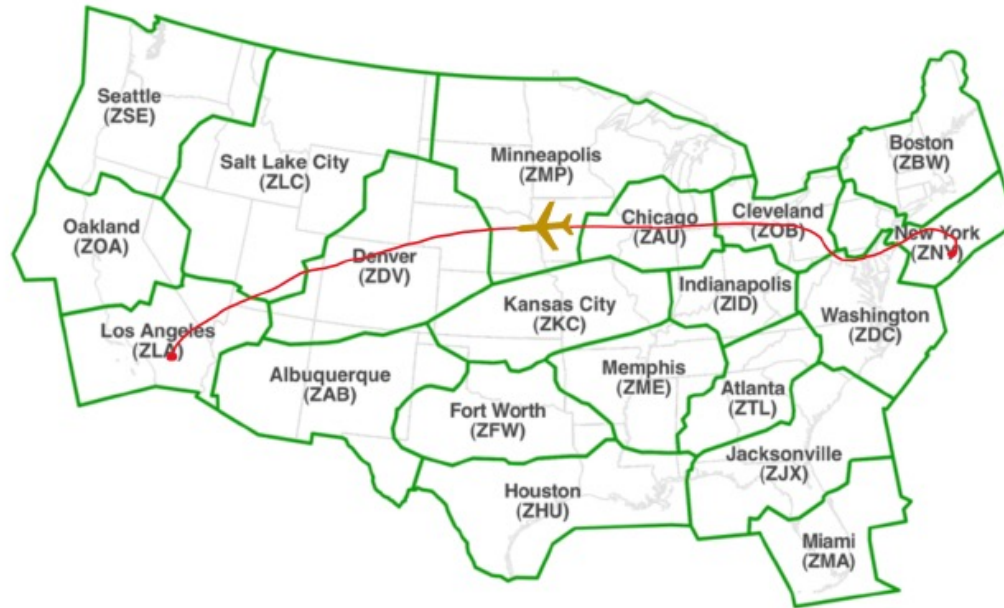 Seattle
(ZSE)
Boston
(ZBW)
Salt Lake City
(ZLC)
Minneapolis
(ZMP)
Oakland
(ZOA)
Chicago
(ZAU)
Cleveland
(ZOB)
New York
(ZNY)
Denver
(ZDV)
Kansas City
(ZKC)
Indianapolis
(ZID)
Washington
(ZDC)
Los Angeles
(ZLA)
Albuquerque
(ZAB)
Memphis
(ZME)
Atlanta
(ZTL)
Fort Worth
(ZFW)
Jacksonville
(ZJX)
Houston
(ZHU)
Miami
(ZMA)